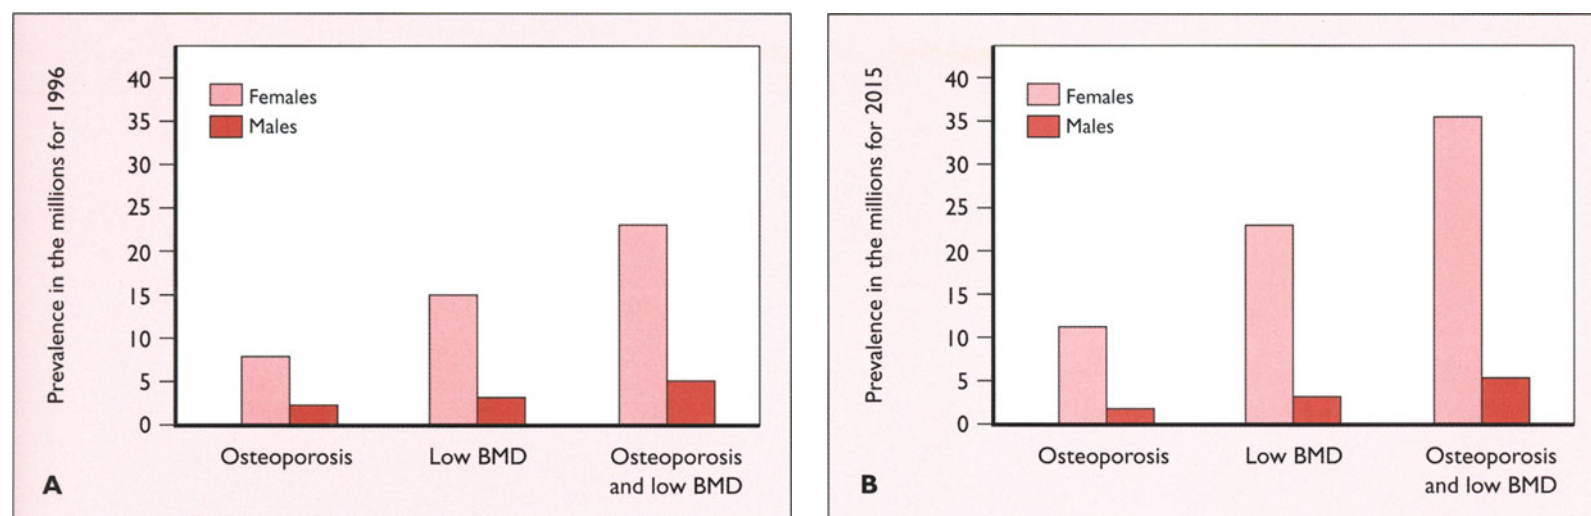 Prevalence in the millions for 1996
40
35
30
25
20
15
10
5
0
Females
Males
Osteoporosis
Low BMD
Osteoporosis
and low BMD
A
Prevalence in the millions for 2015
40
35
30
25
20
15
10
5
0
Females
Males
Osteoporosis
Low BMD
Osteoporosis
and low BMD
B